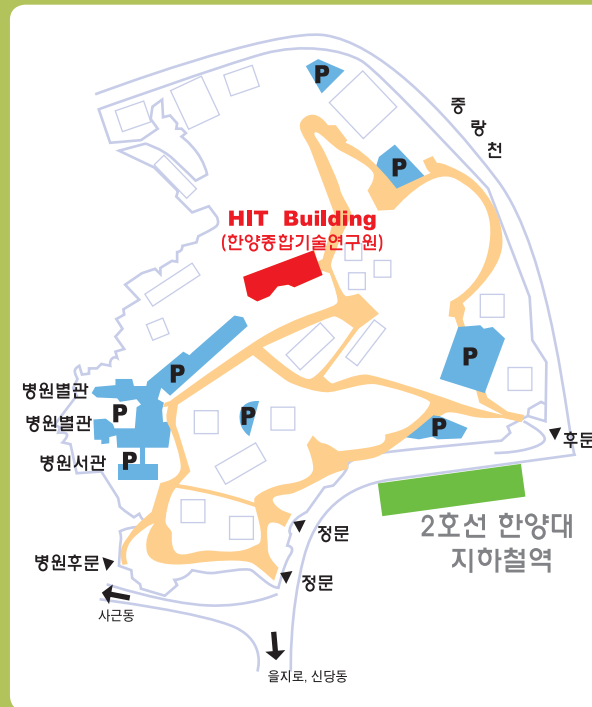 P
중
랑
천
P
HIT Building
(한양종합기술연구원)
P
P
병원별관
P
P
병원별관
P
후문
병원서관
P
2호선 한양대
지하철역
정문
병원후문
정문
사근동
을지로, 신당동